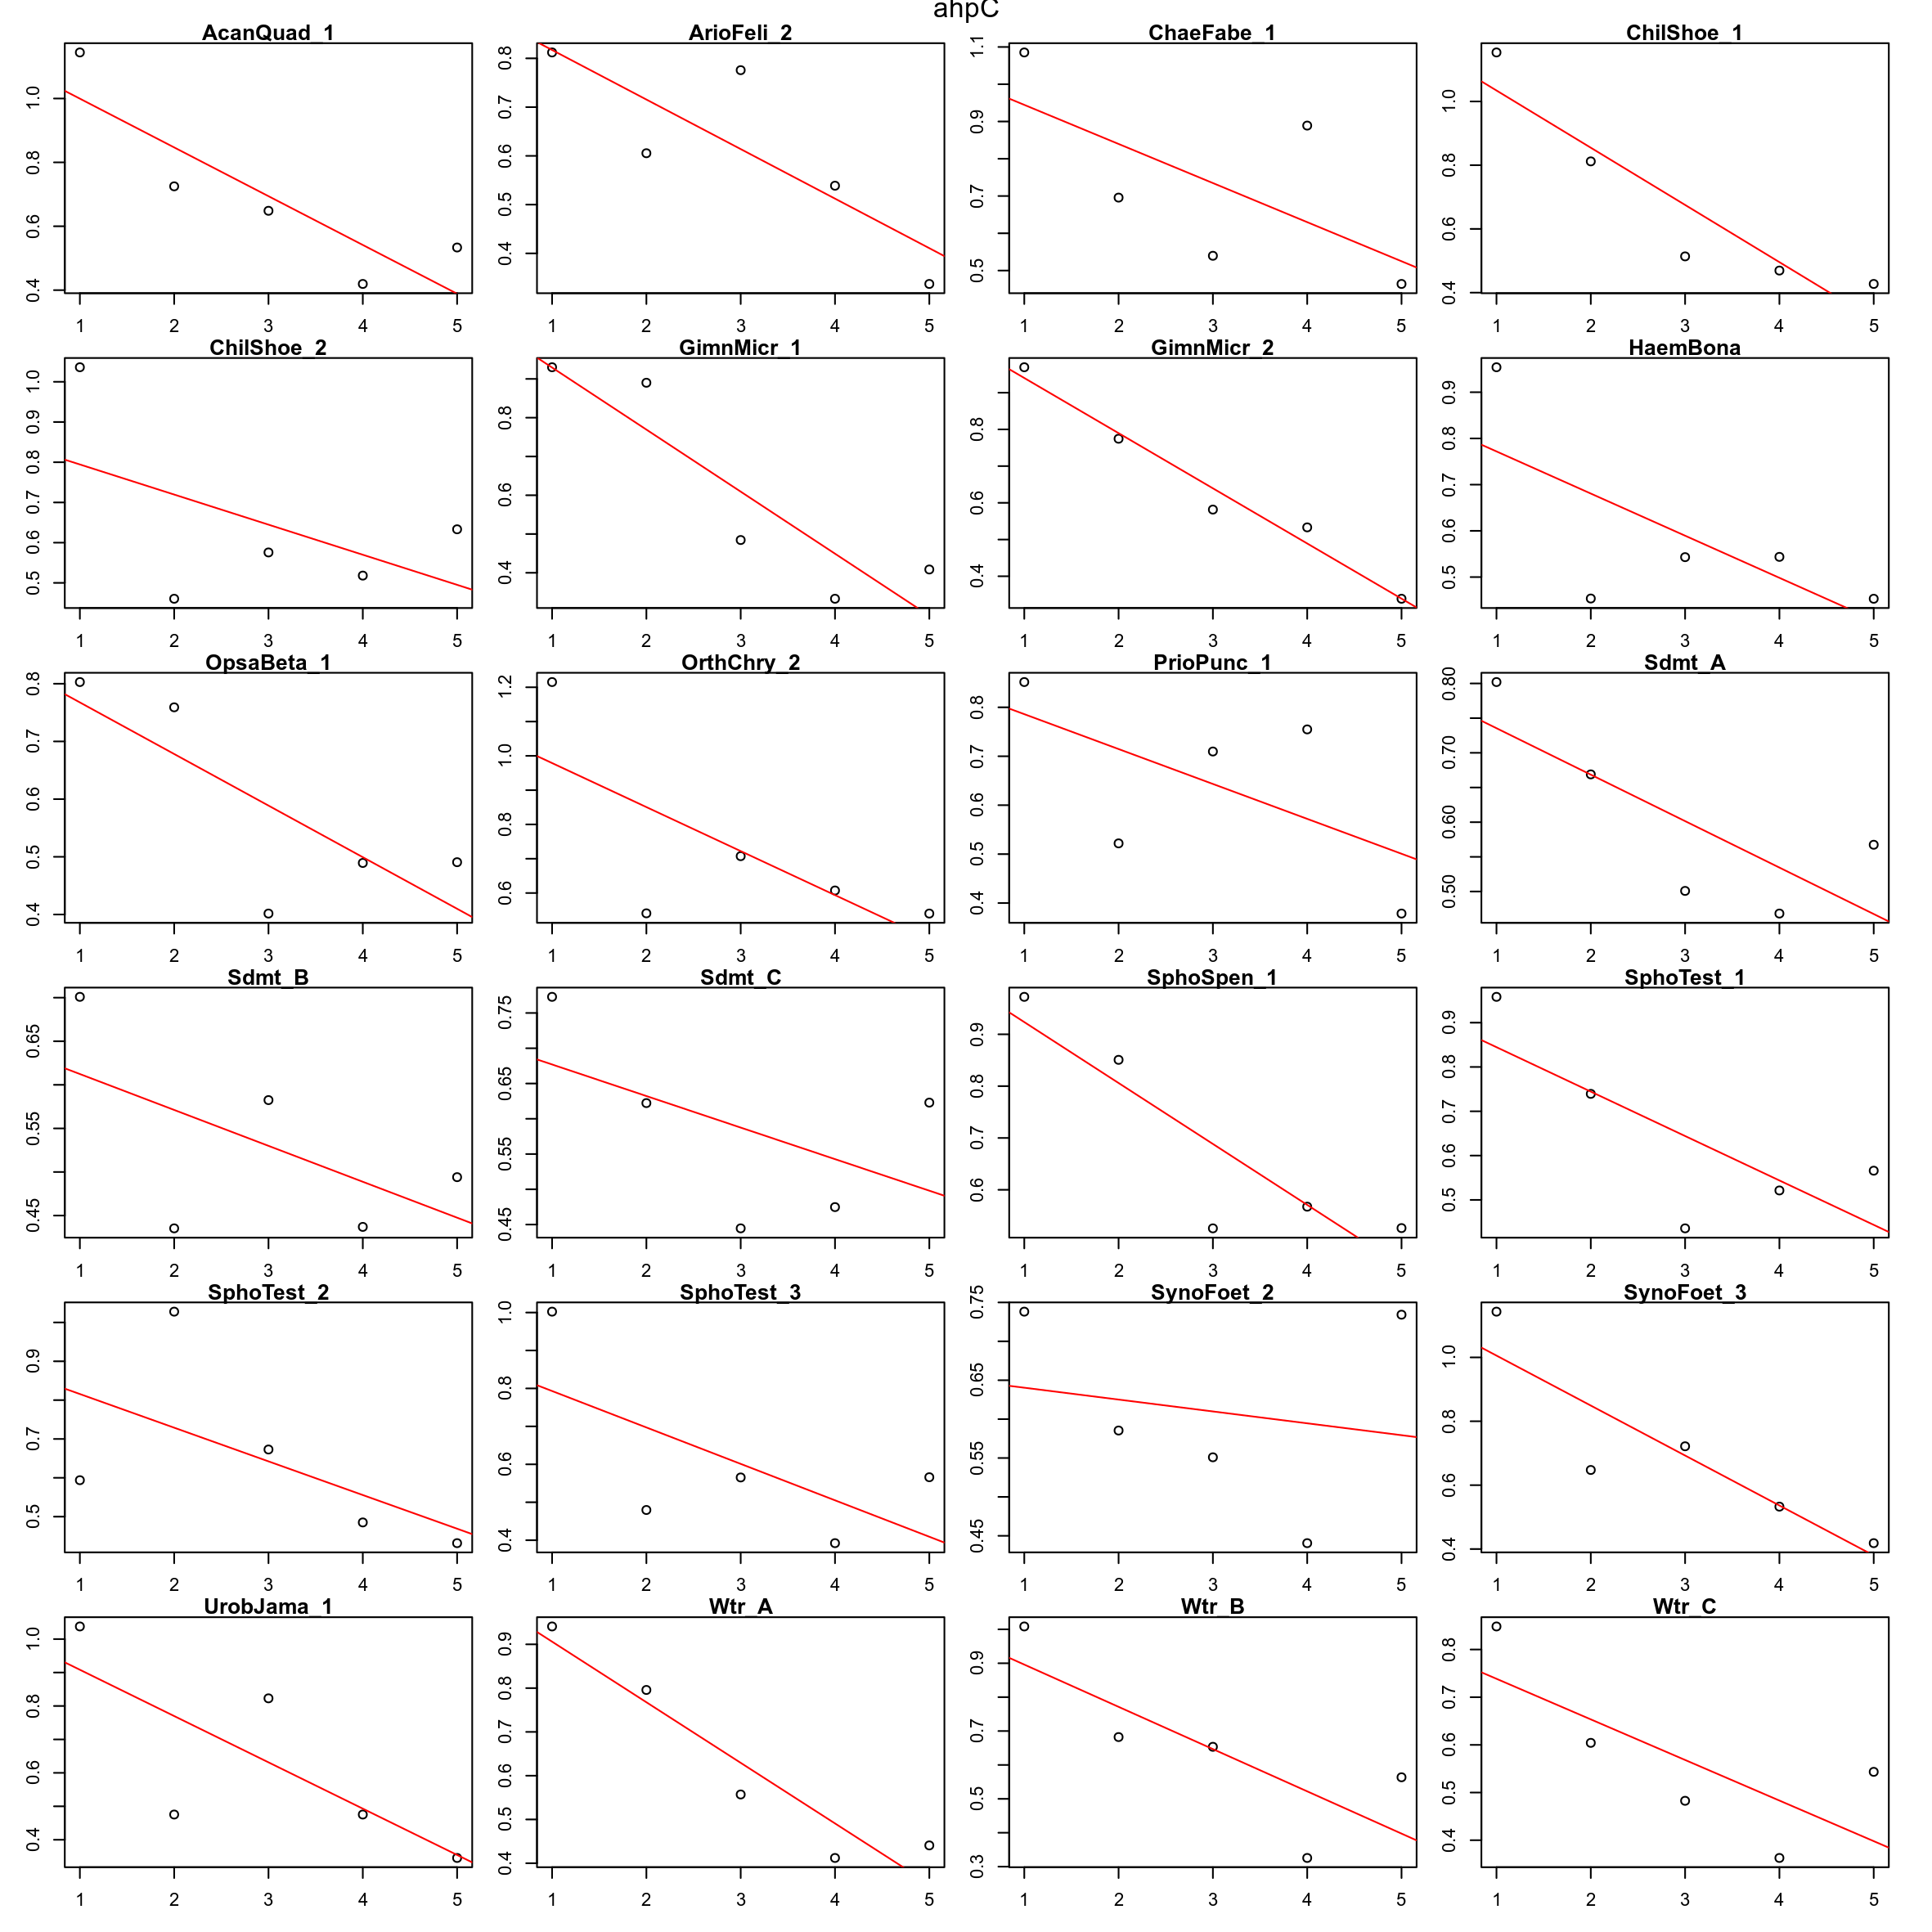 ahpC
AcanQuad_1 ArioFeli_2 ChaeFabe_1 ChilShoe_1
0.4 0.6 0.8 1.0
0.4 0.5 0.6 0.7 0.8
0.5 0.7 0.9 1.1
0.4 0.6 0.8 1.0
1 2 3 4 5 1 2 3 4 5 1 2 3 4 5 1 2 3 4 5
ChilShoe_2 GimnMicr_1 GimnMicr_2 HaemBona
0.5 0.6 0.7 0.8 0.9 1.0
0.4 0.6 0.8
0.4 0.6 0.8
0.5 0.6 0.7 0.8 0.9
1 2 3 4 5 1 2 3 4 5 1 2 3 4 5 1 2 3 4 5
OpsaBeta_1 OrthChry_2 PrioPunc_1 Sdmt_A
0.4 0.5 0.6 0.7 0.8
0.6 0.8 1.0 1.2
0.4 0.5 0.6 0.7 0.8
0.50 0.60 0.70 0.80
1 2 3 4 5 1 2 3 4 5 1 2 3 4 5 1 2 3 4 5
Sdmt_B Sdmt_C SphoSpen_1 SphoTest_1
0.45 0.55 0.65
0.45 0.55 0.65 0.75
0.6 0.7 0.8 0.9
0.5 0.6 0.7 0.8 0.9
1 2 3 4 5 1 2 3 4 5 1 2 3 4 5 1 2 3 4 5
SphoTest_2 SphoTest_3 SynoFoet_2 SynoFoet_3
0.5 0.7 0.9
0.4 0.6 0.8 1.0
0.45 0.55 0.65 0.75
0.4 0.6 0.8 1.0
1 2 3 4 5 1 2 3 4 5 1 2 3 4 5 1 2 3 4 5
UrobJama_1 Wtr_A Wtr_B Wtr_C
0.4 0.6 0.8 1.0
0.4 0.5 0.6 0.7 0.8 0.9
0.3 0.5 0.7 0.9
0.4 0.5 0.6 0.7 0.8
1 2 3 4 5 1 2 3 4 5 1 2 3 4 5 1 2 3 4 5